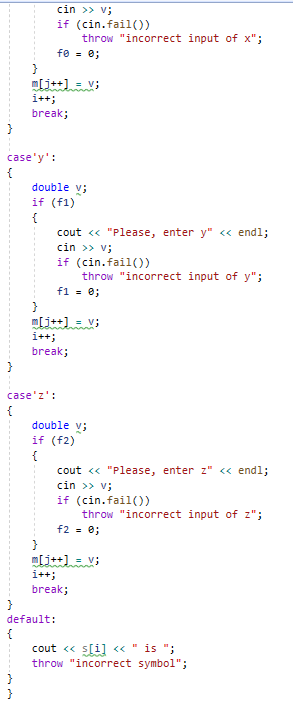 cin >> v;
if (cin.fail())
throw "incorrect input of x";
f0 = 0;
}
m[j++] = v;
i++;
break;
}
case'y':
{
double v;
if (f1)
{
cout << "Please, enter y" << endl;
cin >> v;
if (cin.fail())
throw "incorrect input of y";
f1 = 0;
}
m[j++] = v;
i++;
break;
}
case'z':
{
double v;
if (f2)
{
cout << "Please, enter z" << endl;
cin >> v;
if (cin.fail())
throw "incorrect input of z";
f2 = 0;
}
m[j++] = v;
i++;
break;
}
default:
{
cout << s[i] << " is ";
throw "incorrect symbol";
}
}